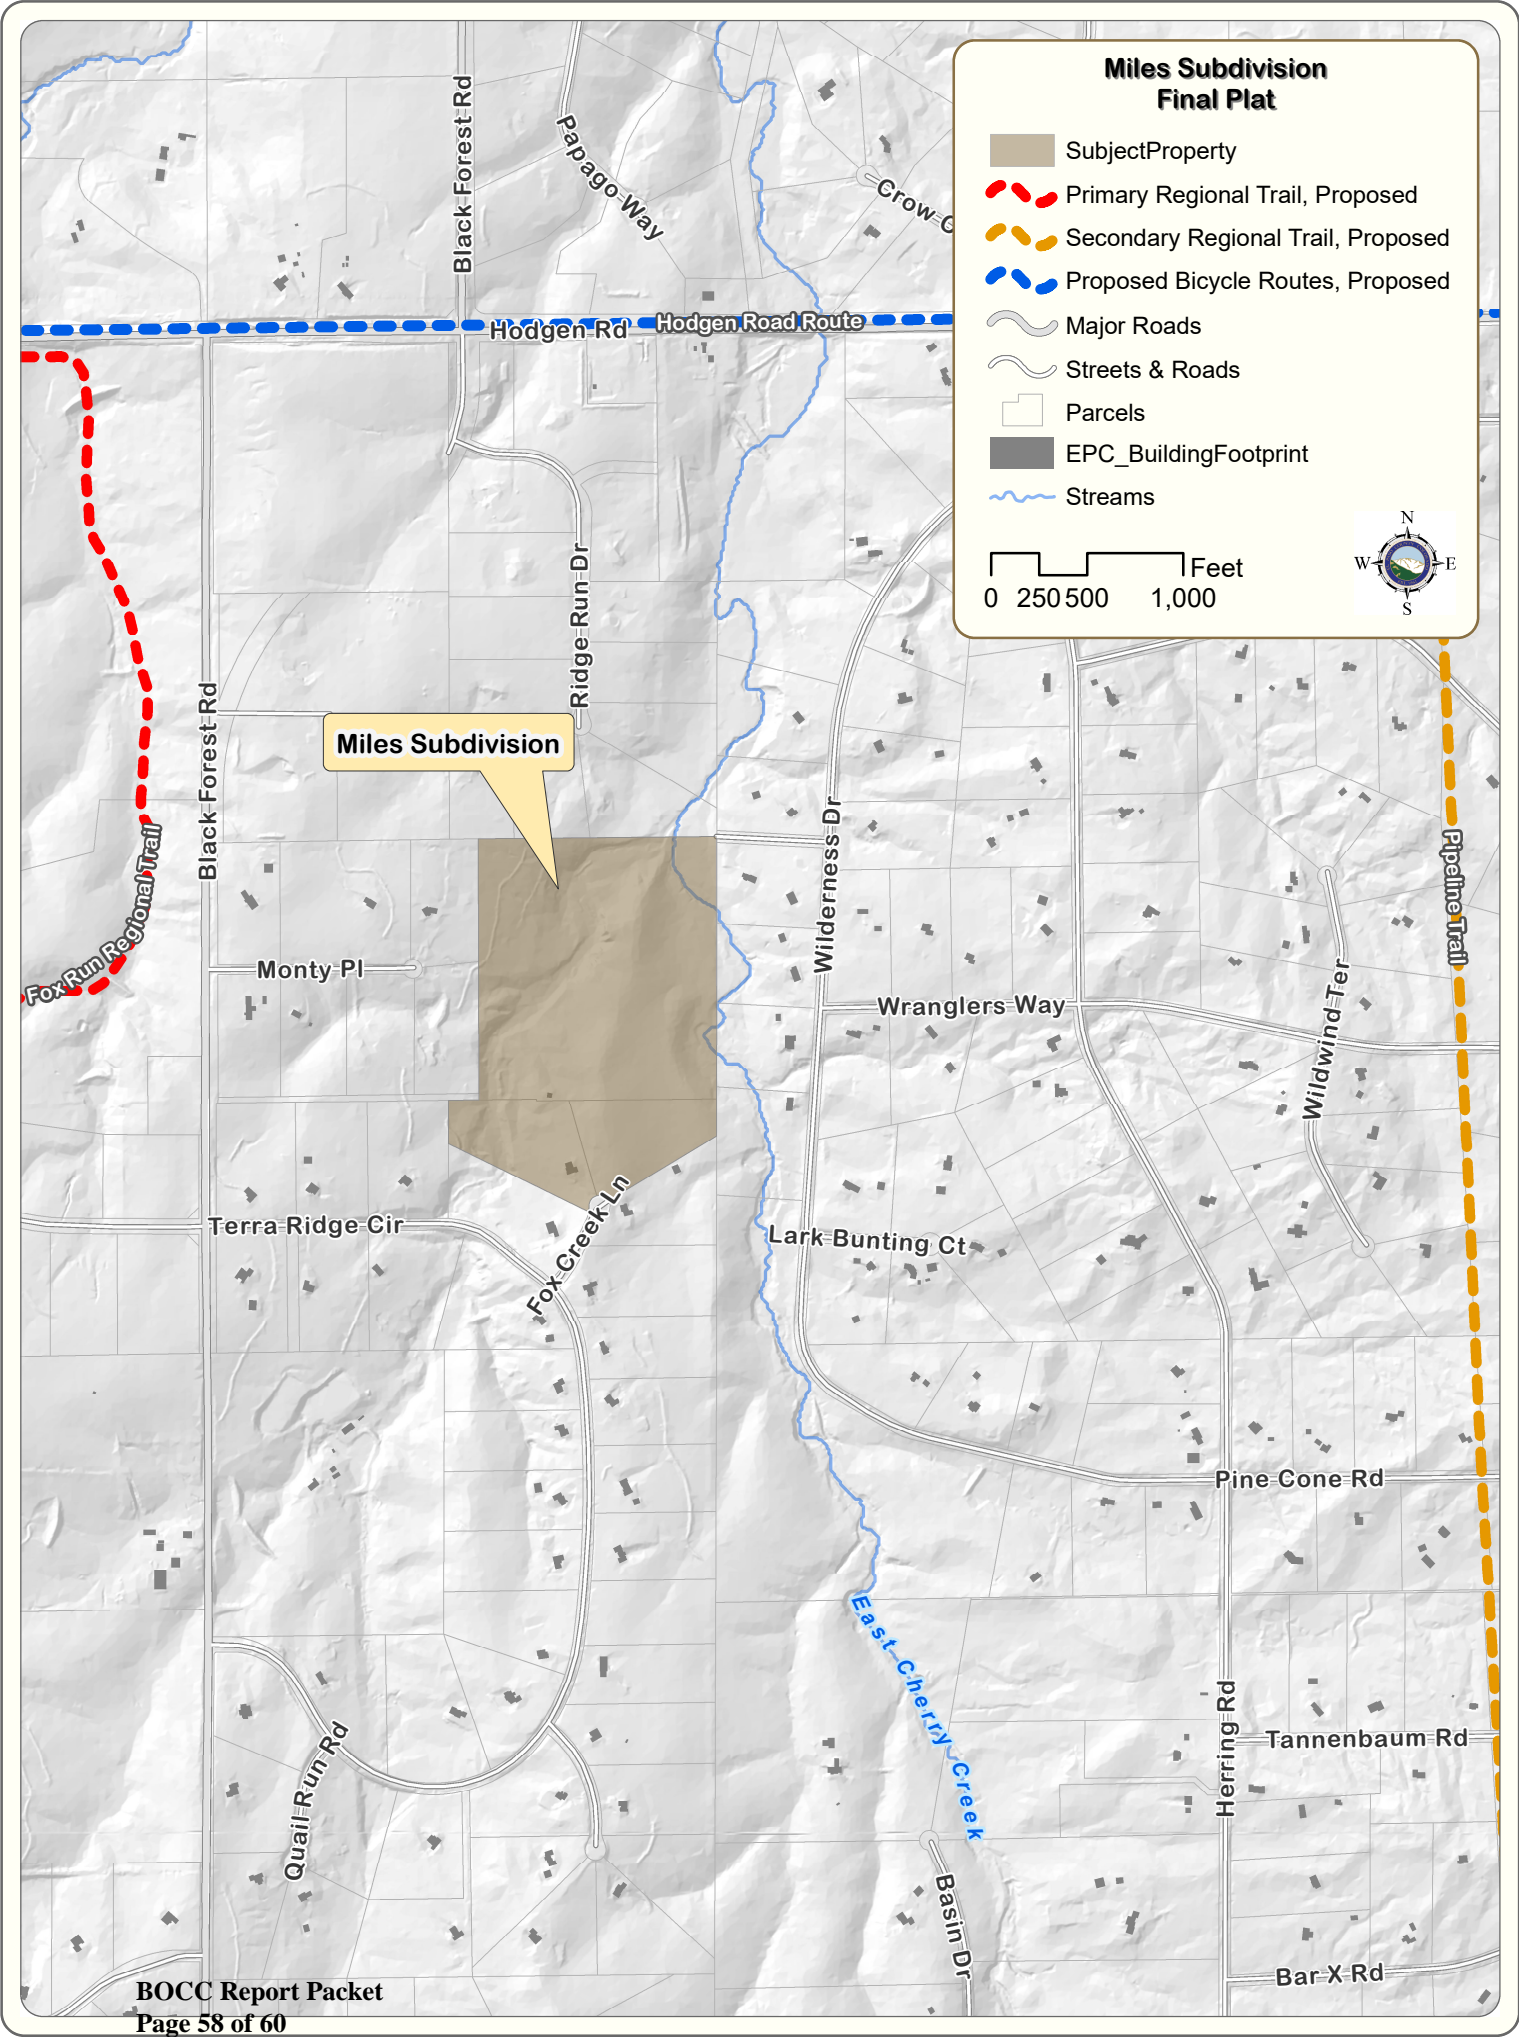 Miles Subdivision
Final Plat
SubjectProperty
Primary Regional Trail, Proposed
Secondary Regional Trail, Proposed
Proposed Bicycle Routes, Proposed
Major Roads
Streets & Roads
Parcels
EPC_BuildingFootprint
Streams
0 250 500 1,000 Feet
N
W E
S
Black Forest Rd
Papago Way
Crow C
Hodgen Rd
Hodgen Road Route
Ridge Run Dr
Black Forest Rd
Miles Subdivision
Fox Run Regional Trail
Wilderness Dr
Pipeline Trail
Monty Pl
Wranglers Way
Wildwind Ter
Terra Ridge Cir
Fox Creek Ln
Lark Bunting Ct
Pine Cone Rd
East Cherry Creek
Herring Rd
Tannenbaum Rd
Quail Run Rd
Basin Dr
Bar X Rd
BOCC Report Packet
Page 58 of 60